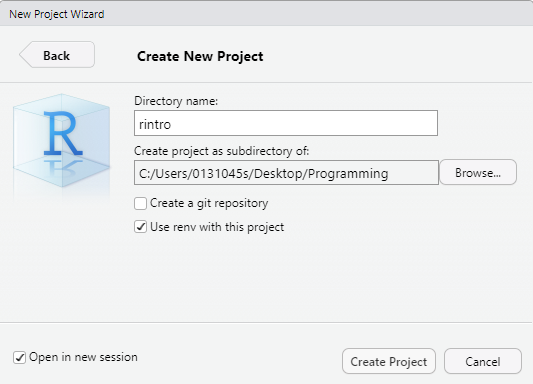 New Project Wizard
Back
Create New Project
R
Directory name:
rintro
Create project as subdirectory of:
C:/Users/0131045s/Desktop/Programming
Browse...
Create a git repository
Use renv with this project
Open in new session
Create Project
Cancel